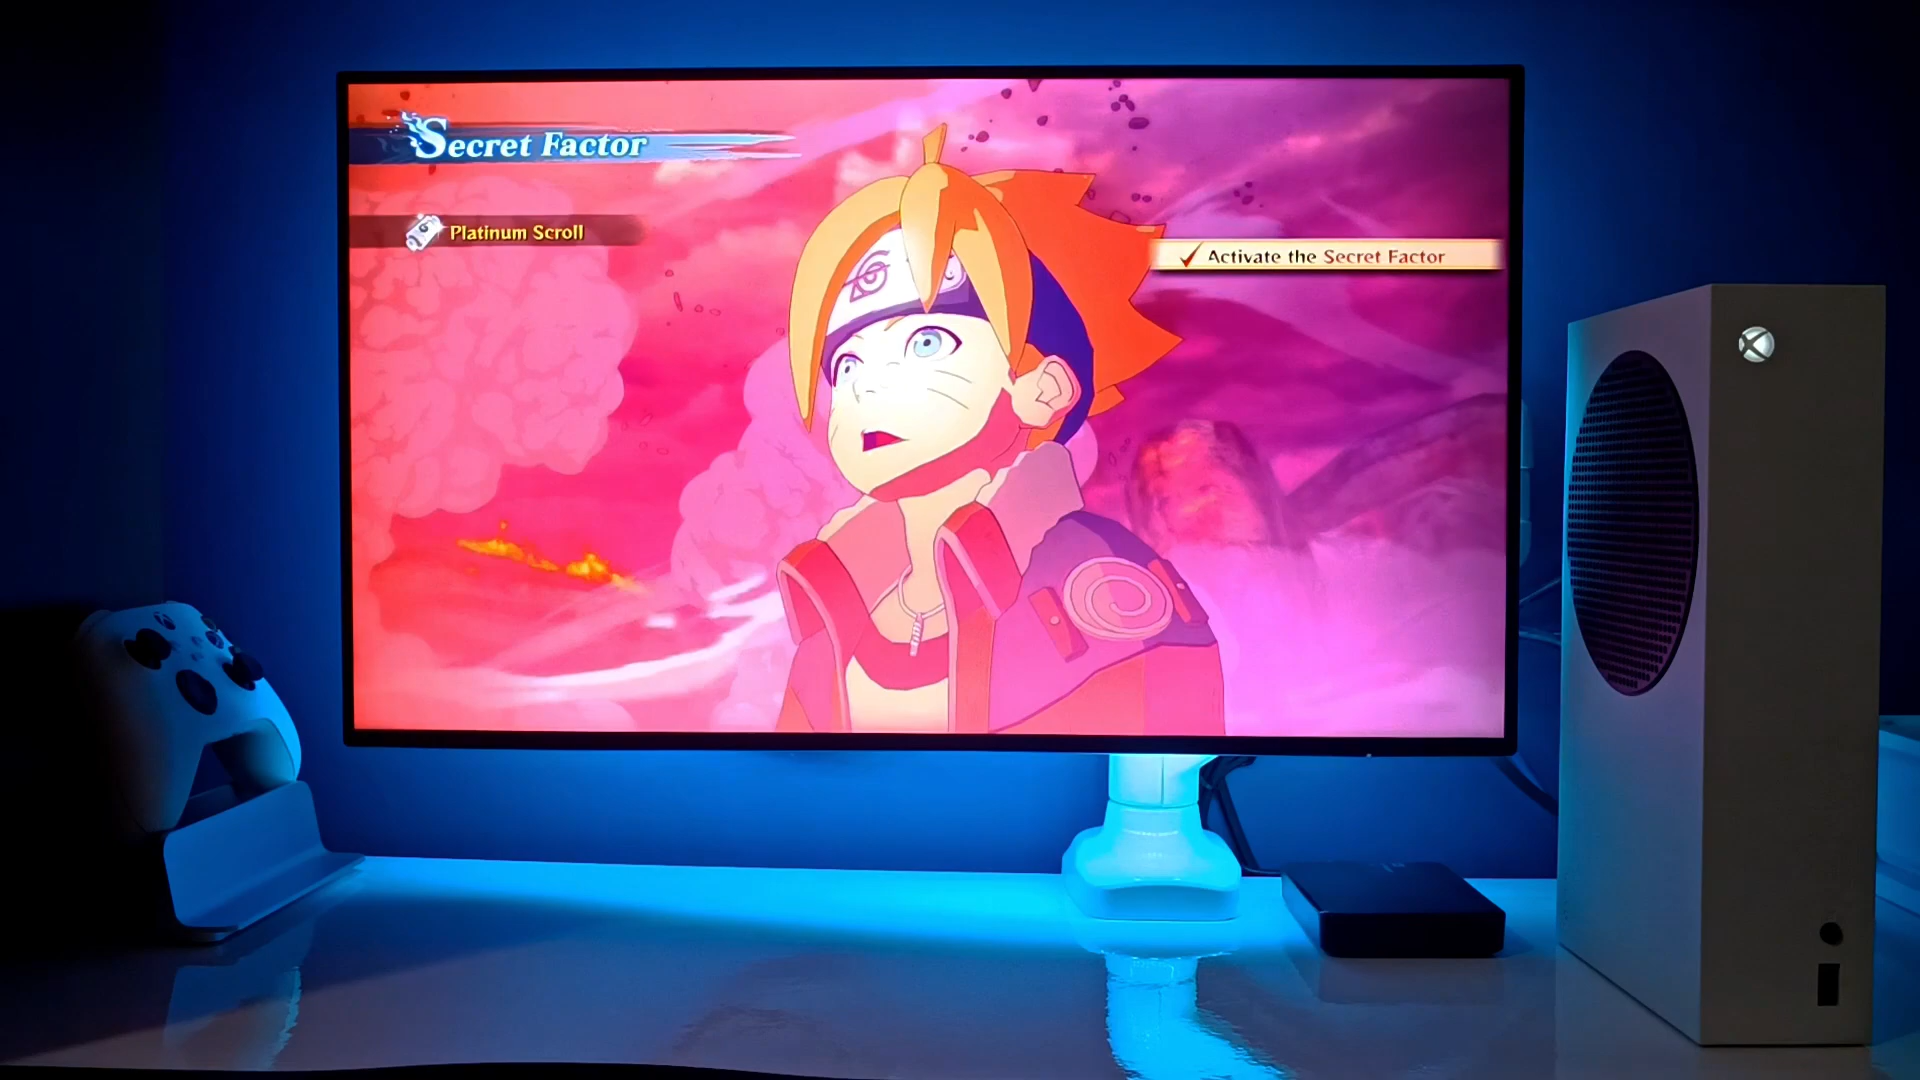 Secret Factor
Platinum Scroll
Activate the Secret Factor